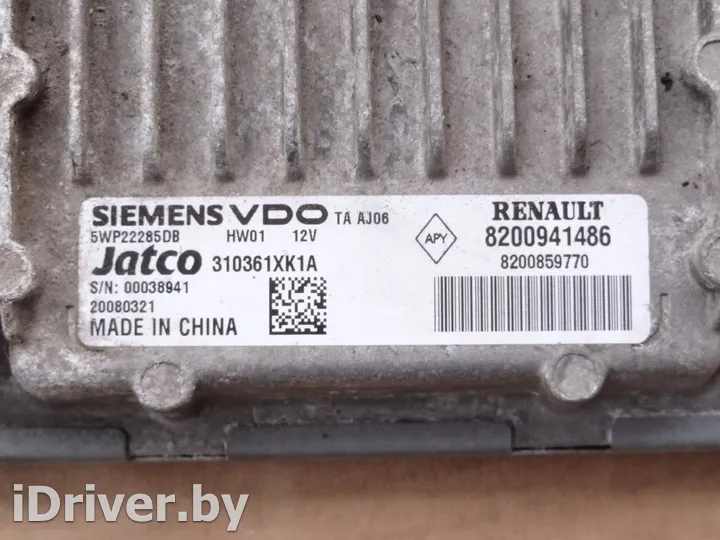 SIEMENS VDO TA AJ06
5WP22285DB HW01 12V
Jatco 310361XK1A
S/N: 00038941
20080321
MADE IN CHINA
APY
RENAULT
8200941486
8200859770
iDriver.by